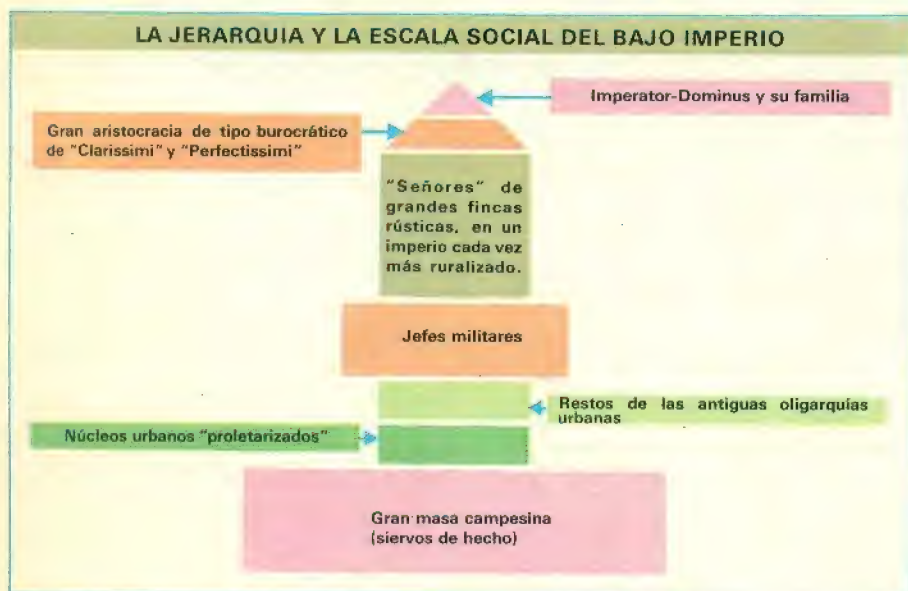 LA JERARQUIA Y LA ESCALA SOCIAL DEL BAJO IMPERIO
Imperator-Dominus y su familia
Gran aristocracia de tipo burocrático
de "Clarissimi" y "Perfectissimi"
"Señores" de
grandes fincas
rústicas, en un
imperio cada vez
más ruralizado.
Jefes militares
Restos de las antiguas oligarquías
urbanas
Núcleos urbanos "proletarizados"
Gran masa campesina
(siervos de hecho)